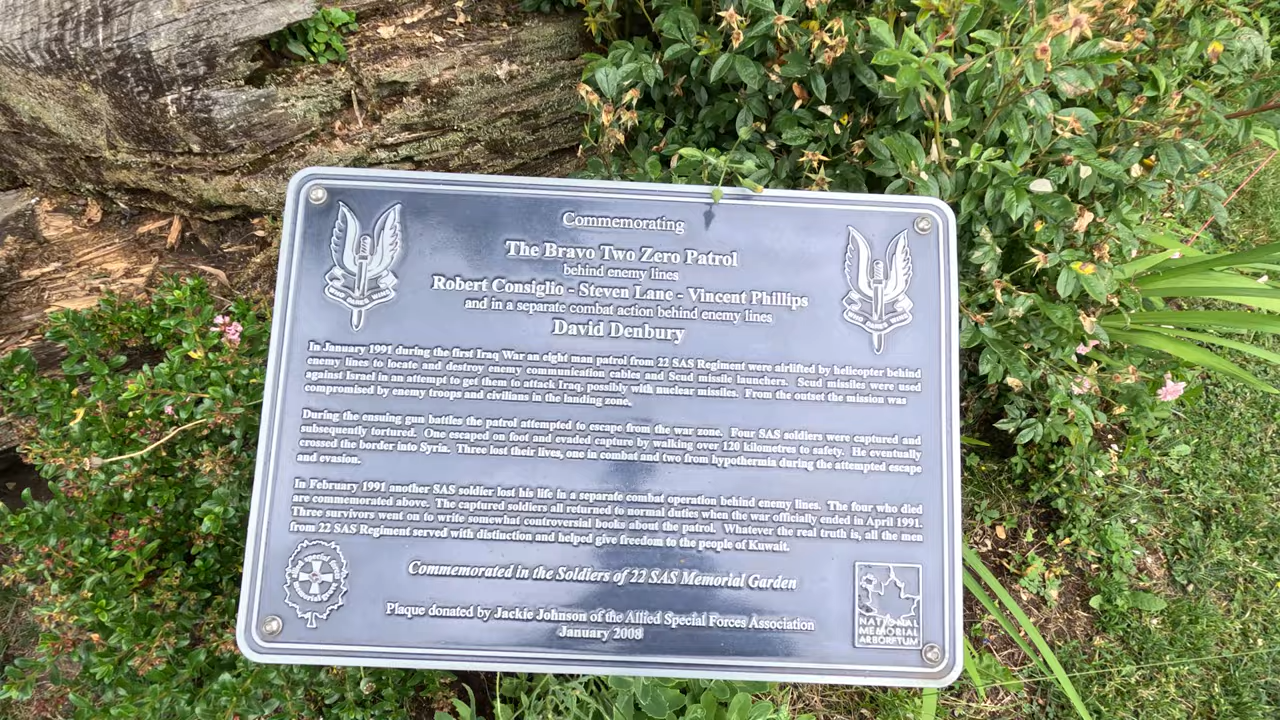 Commemorating
The Bravo Two Zero Patrol
behind enemy lines
Robert Consiglio - Steven Lane - Vincent Phillips
and in a separate combat action behind enemy lines
David Denbury
WHO DARES WINS
WHO DARES WINS
In January 1991 during the first Iraq War an eight man patrol from 22 SAS Regiment were airlifted by helicopter behind
enemy lines to locate and destroy enemy communication cables and Scud missile launchers. Scud missiles were used
against Israel in an attempt to get them to attack Iraq, possibly with nuclear missiles. From the outset the mission was
compromised by enemy troops and civilians in the landing zone.
During the ensuing gun battles the patrol attempted to escape from the war zone. Four SAS soldiers were captured and
subsequently tortured. One escaped on foot and evaded capture by walking over 120 kilometres to safety. He eventually
crossed the border into Syria. Three lost their lives, one in combat and two from hypothermia during the attempted escape
and evasion.
In February 1991 another SAS soldier lost his life in a separate combat operation behind enemy lines. The four who died
are commemorated above. The captured soldiers all returned to normal duties when the war officially ended in April 1991.
Three survivors went on to write somewhat controversial books about the patrol. Whatever the real truth is, all the men
from 22 SAS Regiment served with distinction and helped give freedom to the people of Kuwait.
Commemorated in the Soldiers of 22 SAS Memorial Garden
Plaque donated by Jackie Johnson of the Allied Special Forces Association
January 2008
NATIONAL
MEMORIAL
ARBORETUM